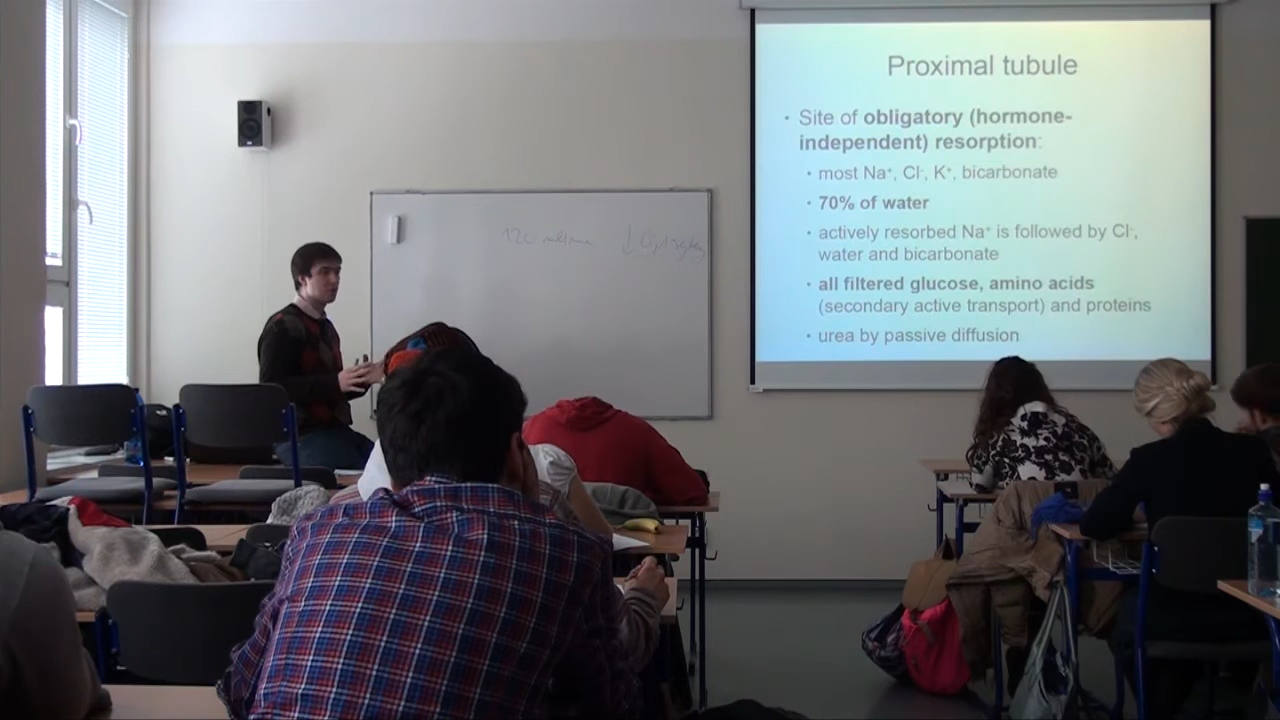 Proximal tubule
• Site of obligatory (hormone-
independent) resorption:
• most Na⁺, Cl⁻, K⁺, bicarbonate
• 70% of water
• actively resorbed Na⁺ is followed by Cl⁻,
water and bicarbonate
• all filtered glucose, amino acids
(secondary active transport) and proteins
• urea by passive diffusion